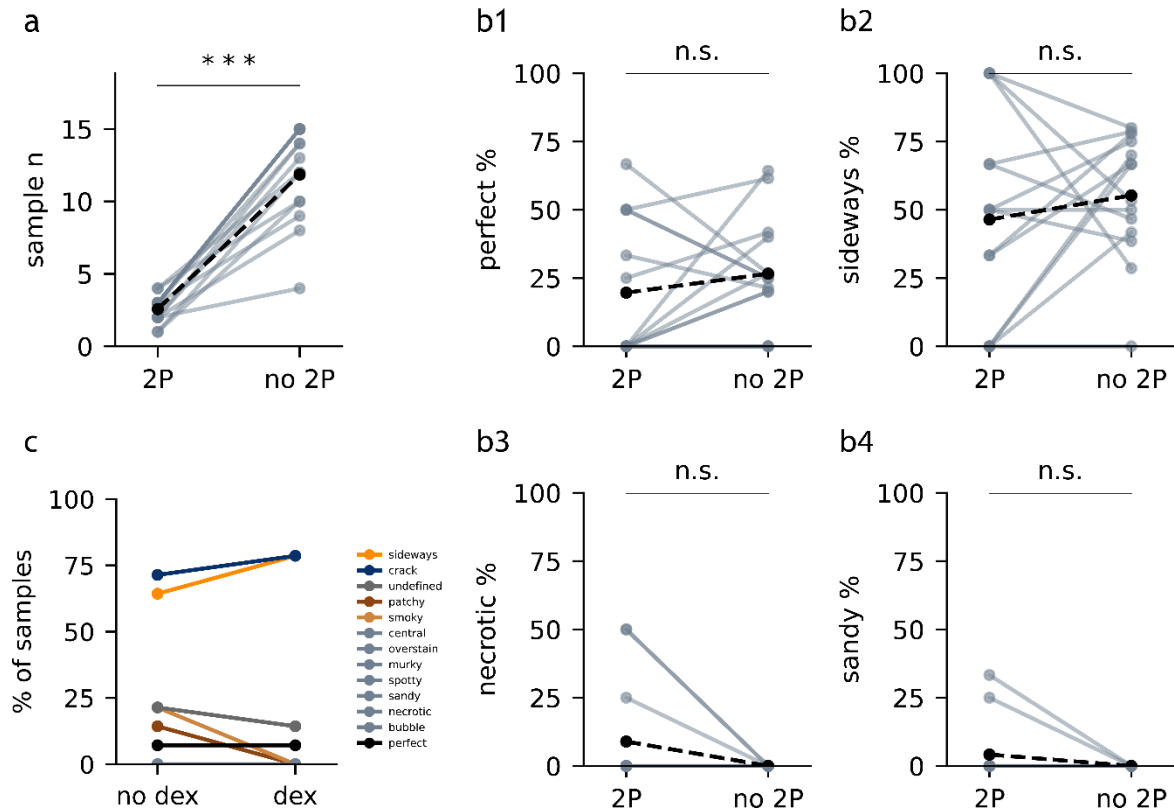 a
* * *
sample n
15
10
5
0
2P no 2P
b1
n.s.
perfect %
100
75
50
25
0
2P no 2P
b2
n.s.
sideways %
100
75
50
25
0
2P no 2P
c
% of samples
100
75
50
25
0
no dex dex
sideways
crack
undefined
patchy
smoky
central
overstain
murky
spotty
sandy
necrotic
bubble
perfect
b3
n.s.
necrotic %
100
75
50
25
0
2P no 2P
b4
n.s.
sandy %
100
75
50
25
0
2P no 2P